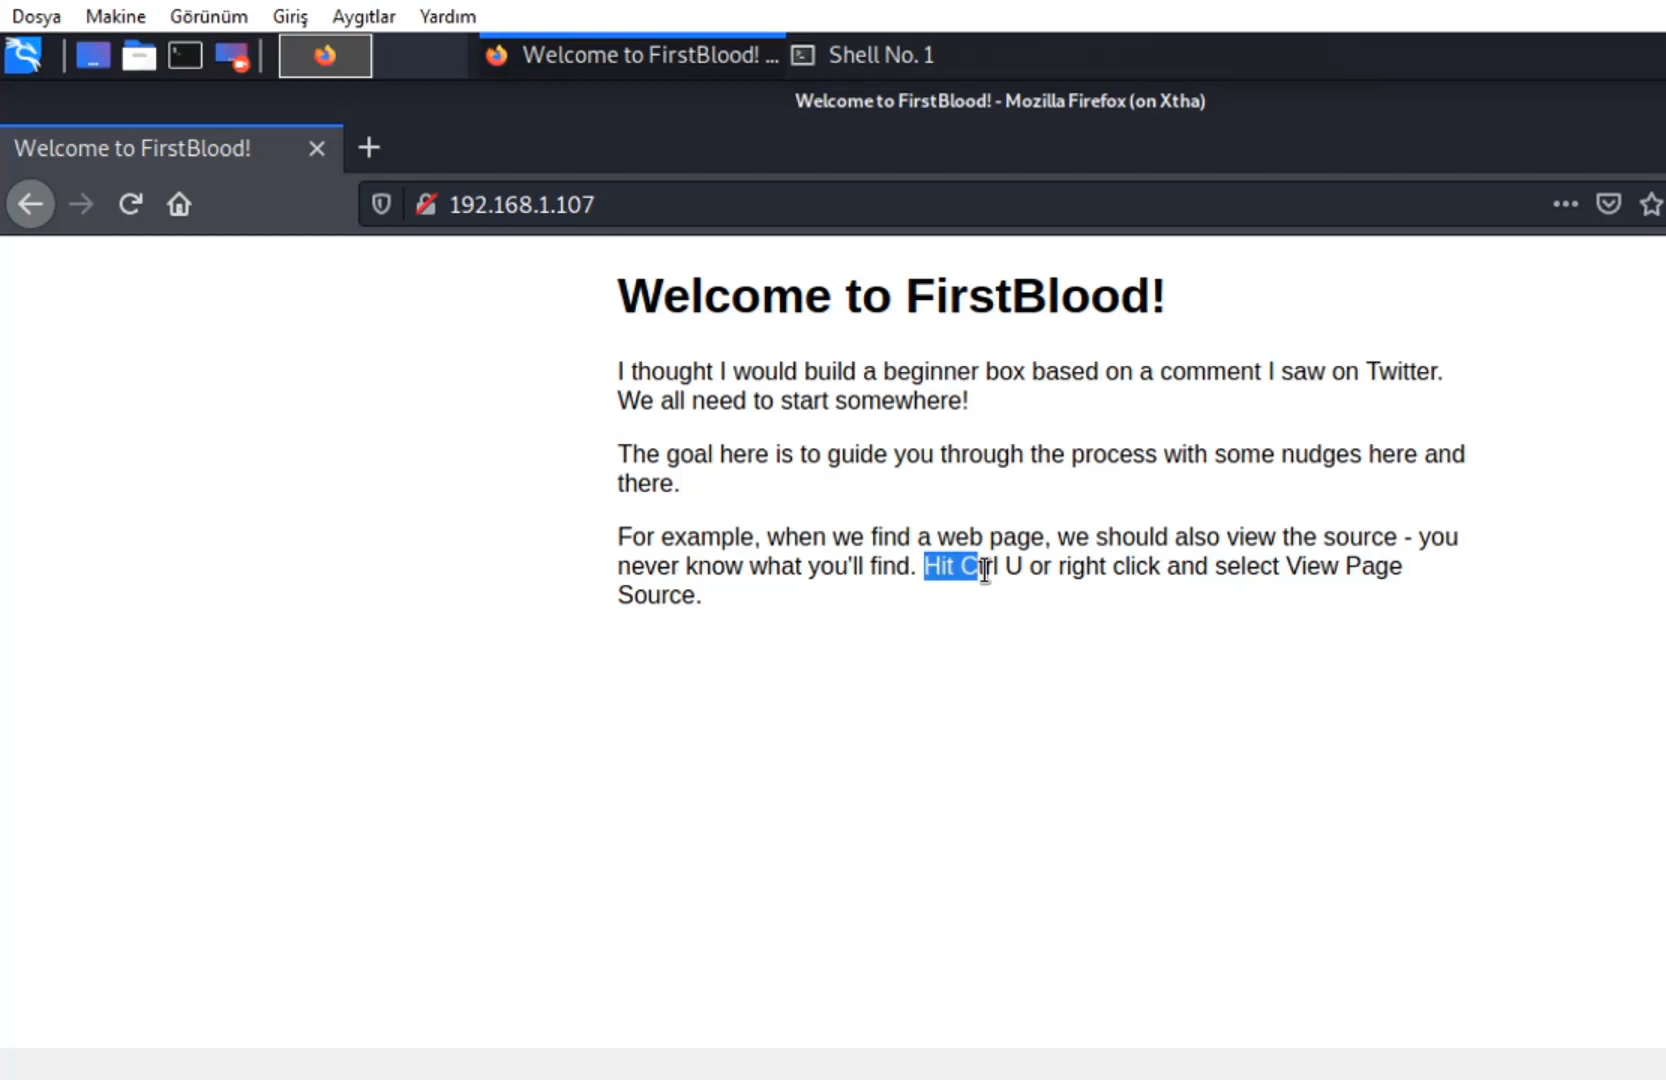 Dosya Makine Görünüm Giriş Aygıtlar Yardım
Welcome to FirstBlood! ... Shell No. 1
Welcome to FirstBlood! - Mozilla Firefox (on Xtha)
Welcome to FirstBlood!
192.168.1.107
Welcome to FirstBlood!
I thought I would build a beginner box based on a comment I saw on Twitter.
We all need to start somewhere!
The goal here is to guide you through the process with some nudges here and
there.
For example, when we find a web page, we should also view the source - you
never know what you'll find. Hit Ctrl U or right click and select View Page
Source.